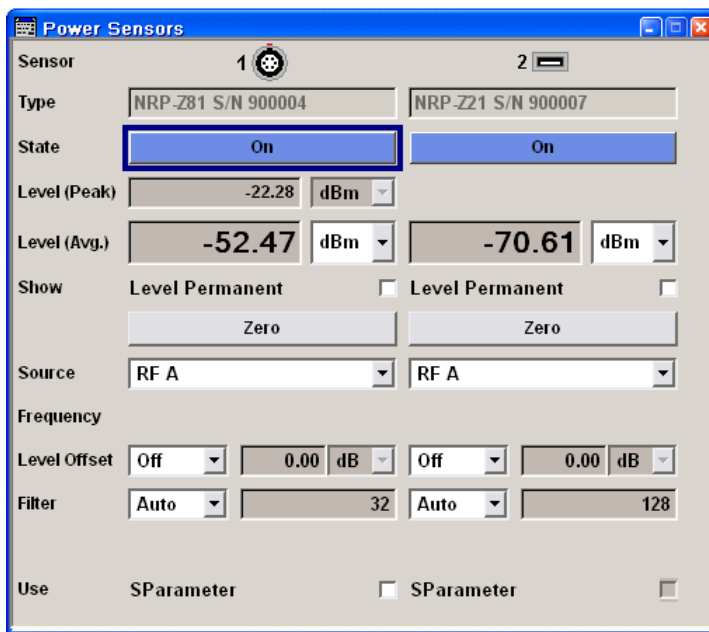 Power Sensors
Sensor 1 2
Type NRP-Z81 S/N 900004 NRP-Z21 S/N 900007
State On On
Level (Peak) -22.28 dBm
Level (Avg.) -52.47 dBm -70.61 dBm
Show Level Permanent Level Permanent
Zero Zero
Source RF A RF A
Frequency
Level Offset Off 0.00 dB Off 0.00 dB
Filter Auto 32 Auto 128
Use SParameter SParameter